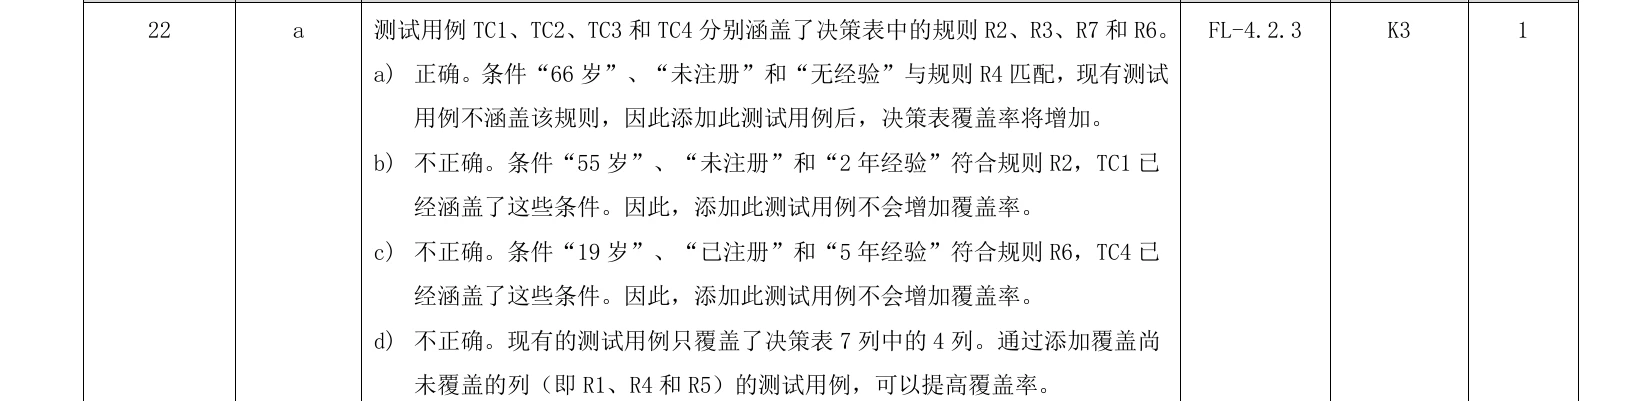 22 a 测试用例 TC1、TC2、TC3 和 TC4 分别涵盖了决策表中的规则 R2、R3、R7 和 R6。 FL-4.2.3 K3 1
a) 正确。条件“66 岁”、“未注册”和“无经验”与规则 R4 匹配，现有测试
用例不涵盖该规则，因此添加此测试用例后，决策表覆盖率将增加。
b) 不正确。条件“55 岁”、“未注册”和“2 年经验”符合规则 R2，TC1 已
经涵盖了这些条件。因此，添加此测试用例不会增加覆盖率。
c) 不正确。条件“19 岁”、“已注册”和“5 年经验”符合规则 R6，TC4 已
经涵盖了这些条件。因此，添加此测试用例不会增加覆盖率。
d) 不正确。现有的测试用例只覆盖了决策表 7 列中的 4 列。通过添加覆盖尚
未覆盖的列（即 R1、R4 和 R5）的测试用例，可以提高覆盖率。